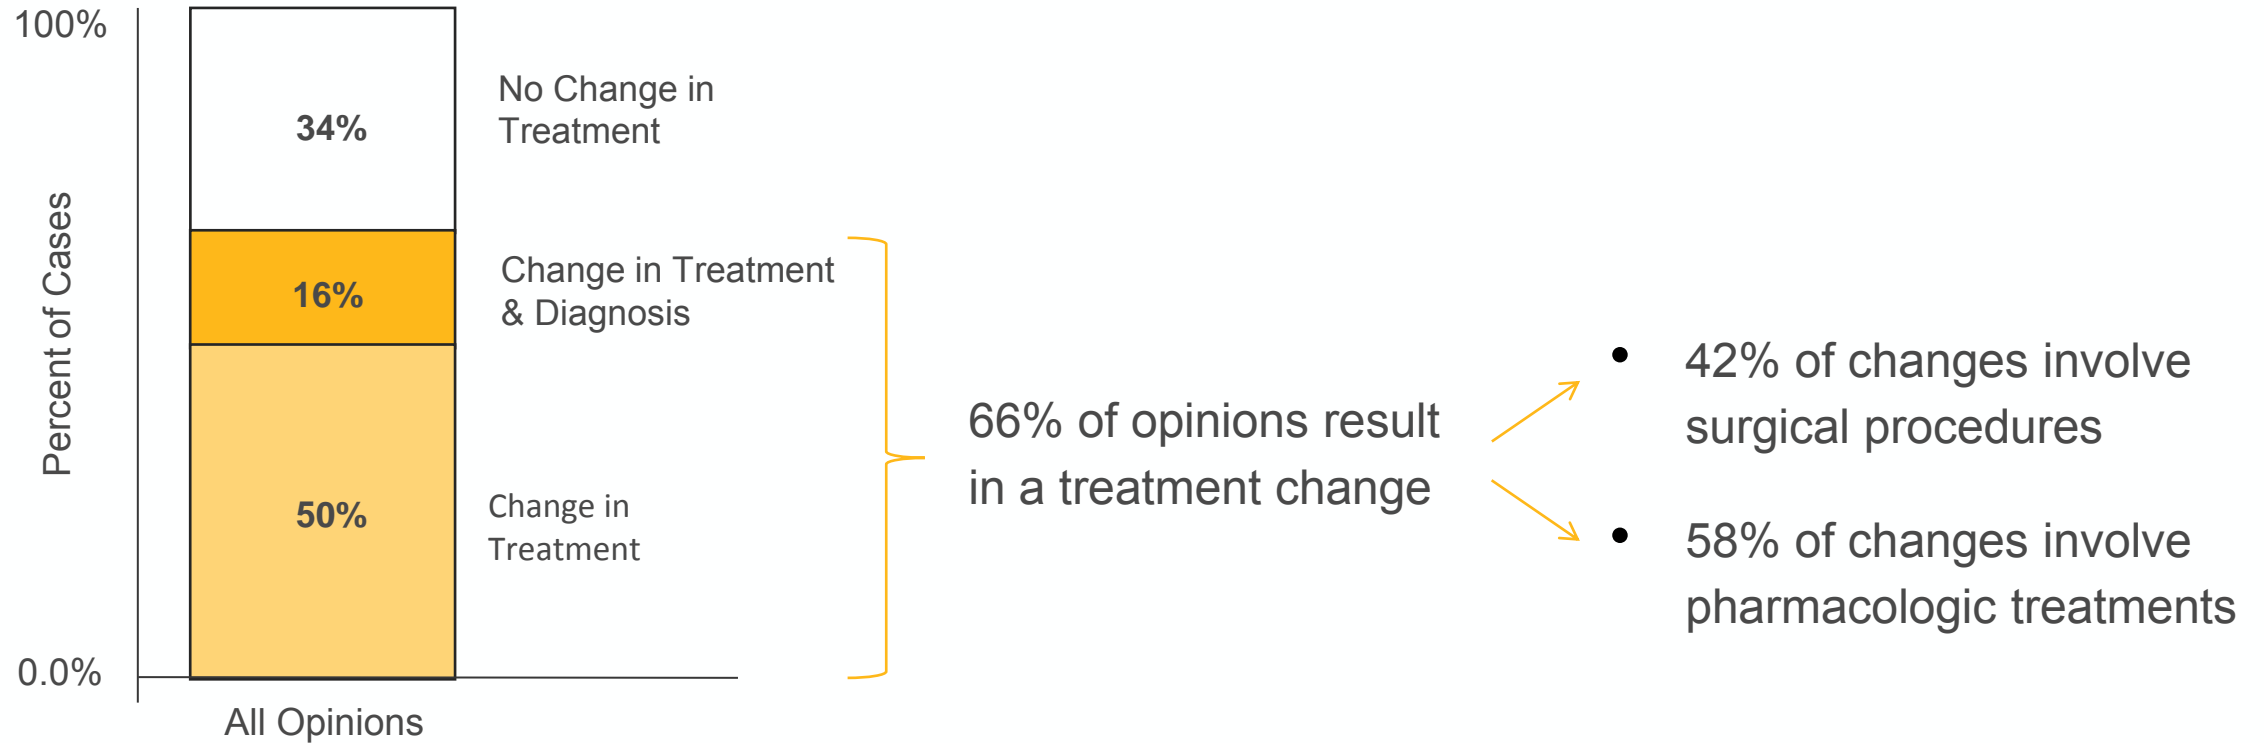 100%
34%
No Change in
Treatment
Percent of Cases
16%
Change in Treatment
& Diagnosis
50%
Change in
Treatment
0.0%
All Opinions
66% of opinions result
in a treatment change
• 42% of changes involve
surgical procedures
• 58% of changes involve
pharmacologic treatments